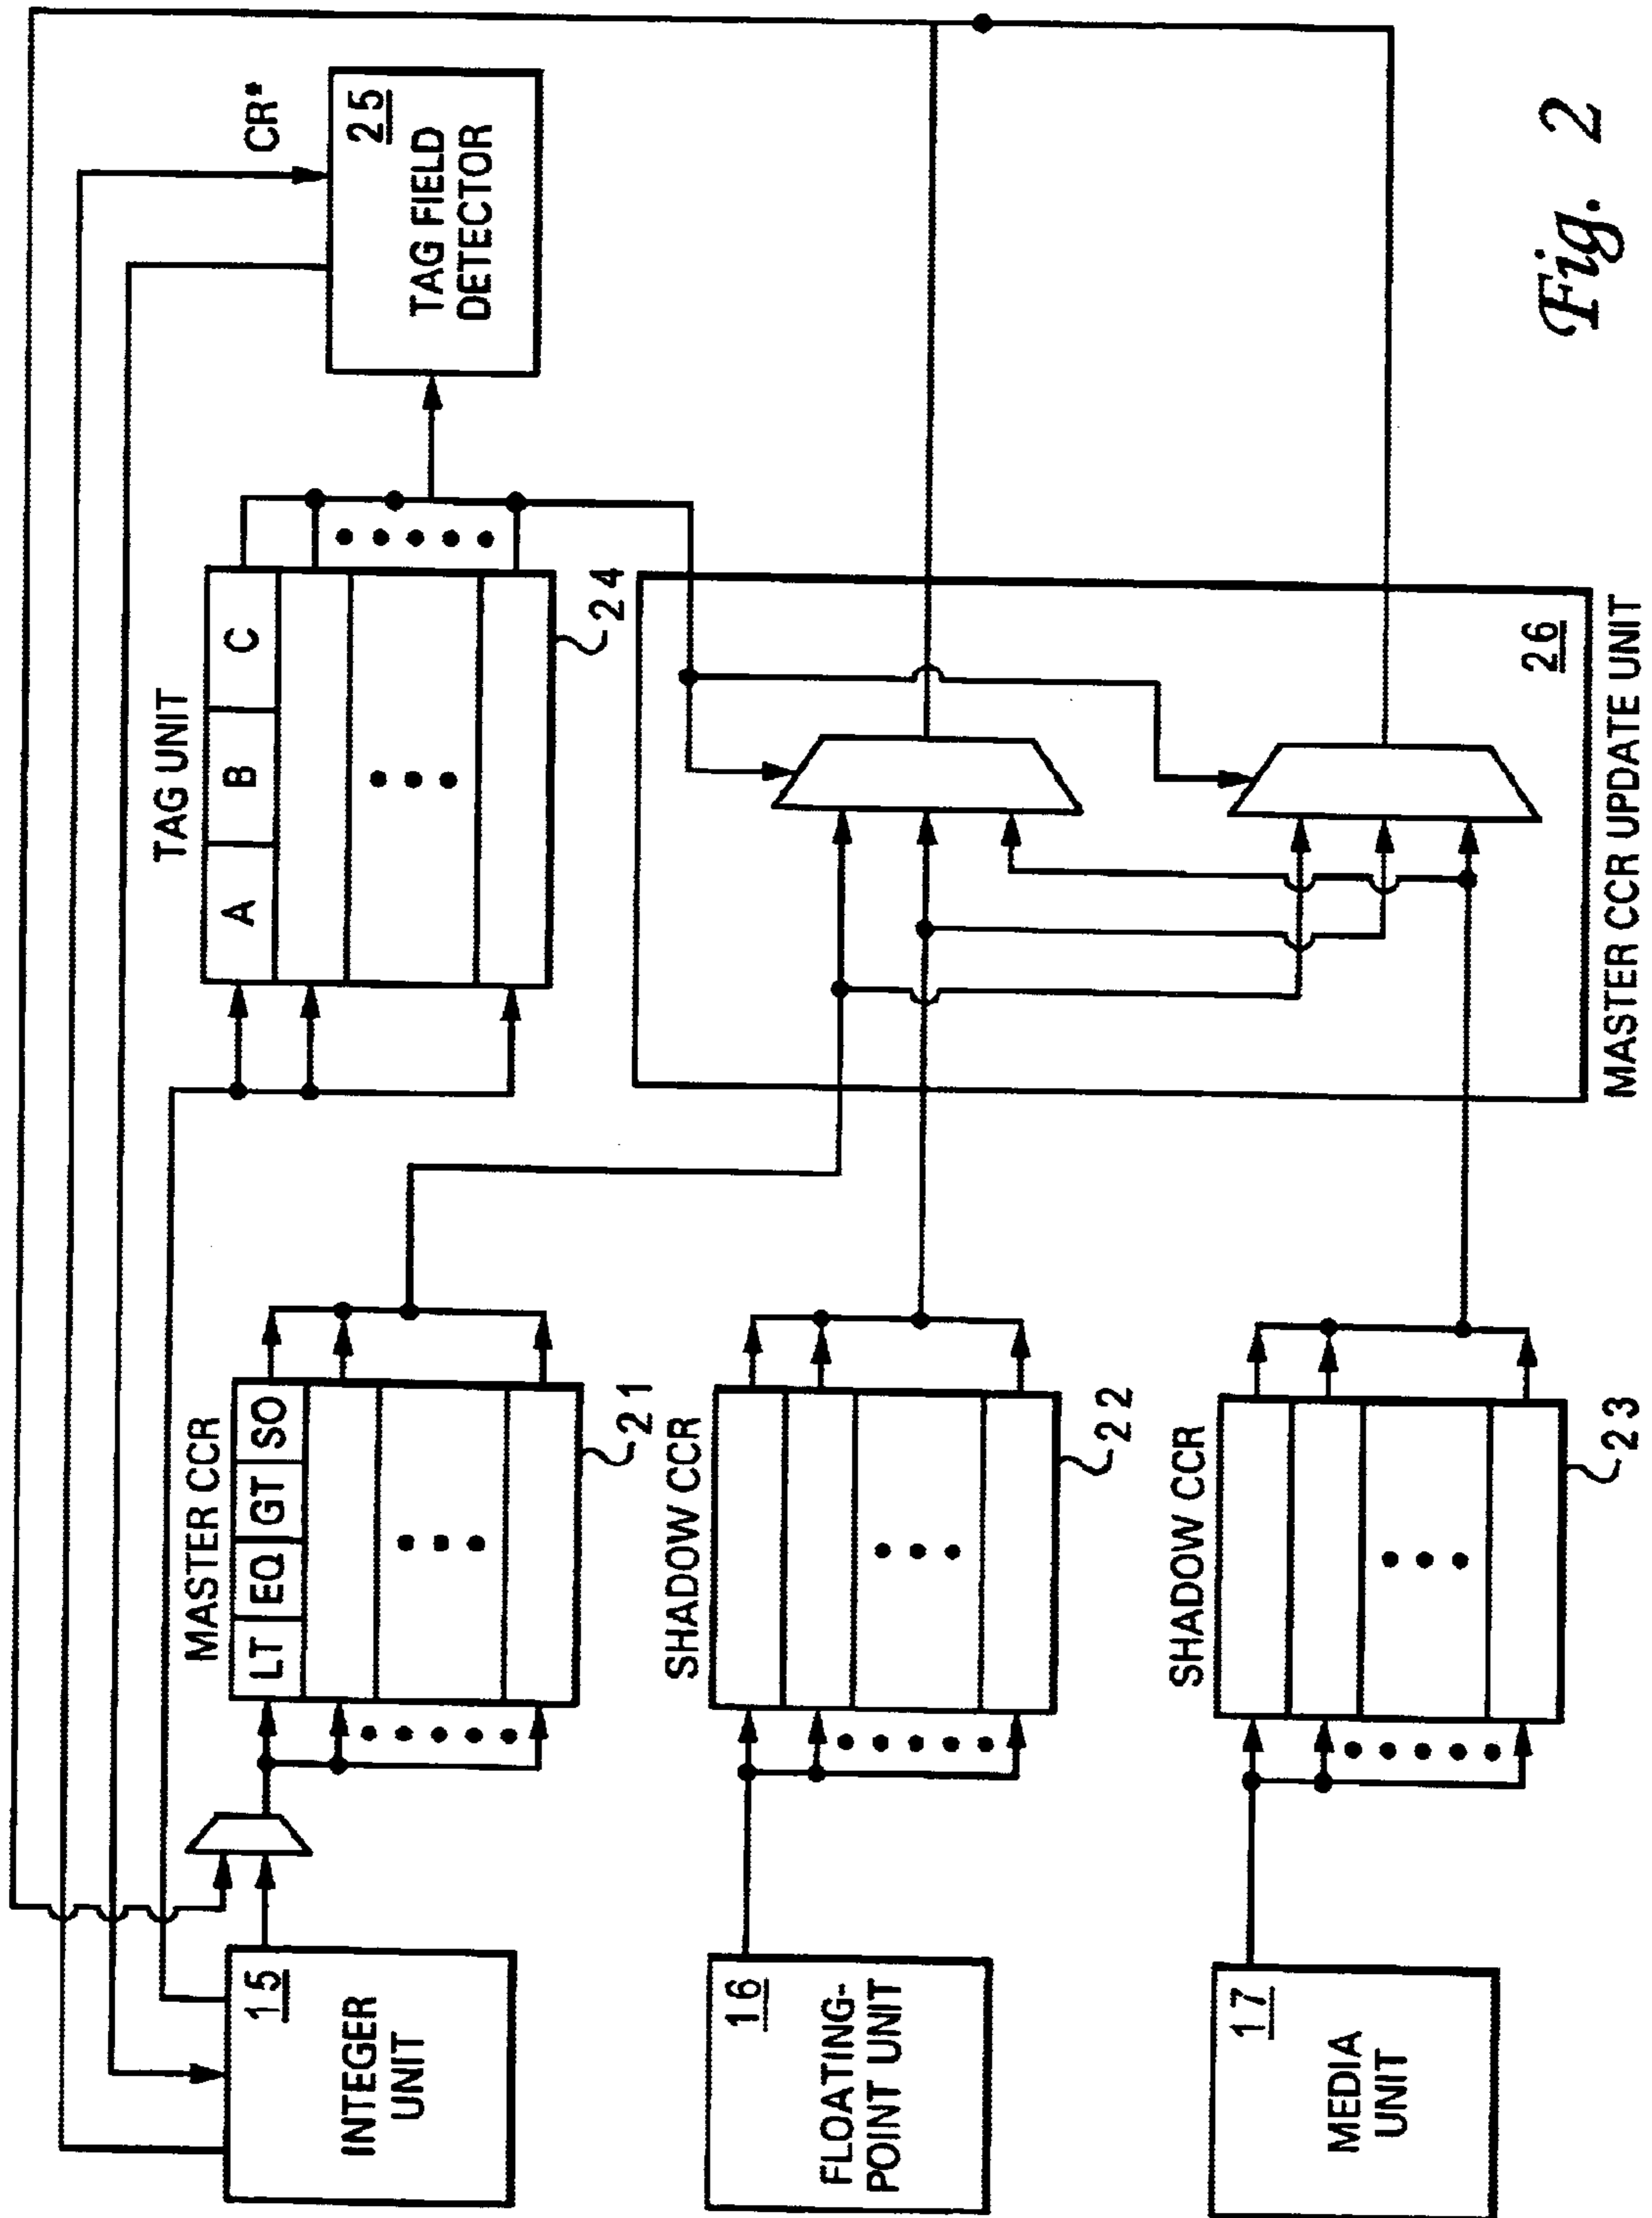 MASTER CCR
LT EQ GT SO
21
15
INTEGER
UNIT
TAG UNIT
A B C
24
CR*
25
TAG FIELD
DETECTOR
SHADOW CCR
22
16
FLOATING-
POINT UNIT
SHADOW CCR
23
17
MEDIA
UNIT
26
MASTER CCR UPDATE UNIT
Fig. 2